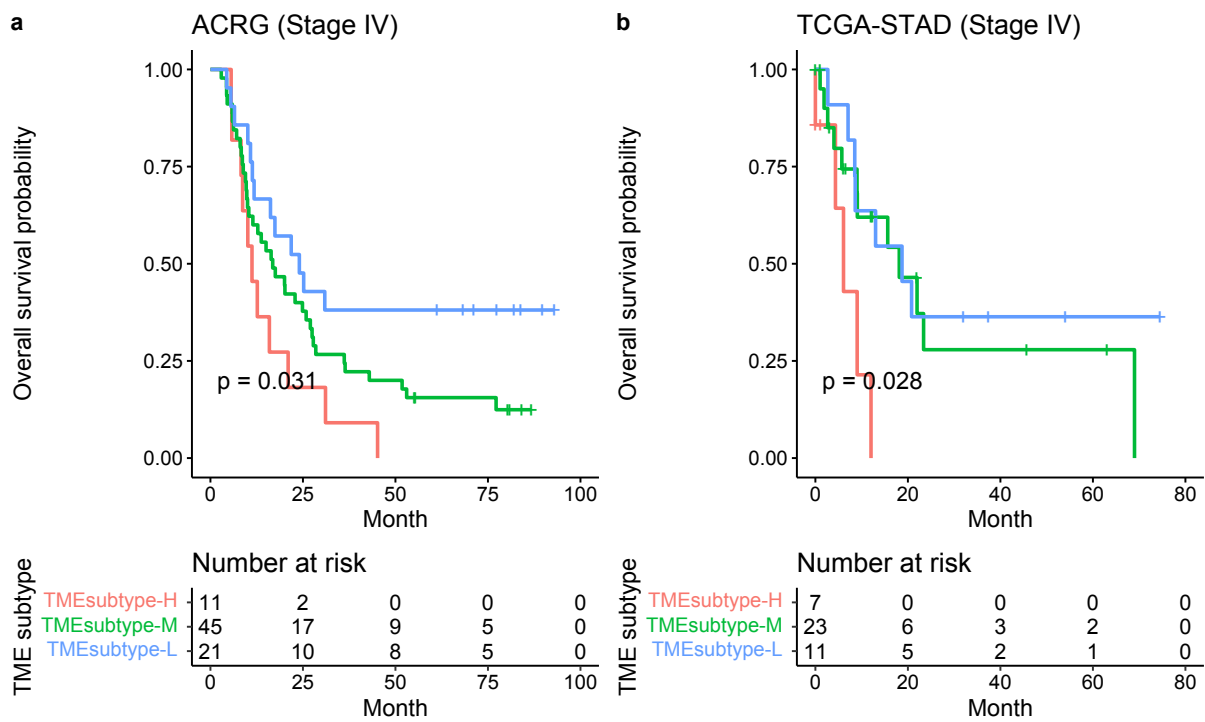 a
ACRG (Stage IV)
Overall survival probability
1.00
0.75
0.50
0.25
0.00
p = 0.031
0
25
50
75
100
Month
Number at risk
TME subtype
TMEsubtype-H
11
2
0
0
0
TMEsubtype-M
45
17
9
5
0
TMEsubtype-L
21
10
8
5
0
0
25
50
75
100
Month
b
TCGA-STAD (Stage IV)
Overall survival probability
1.00
0.75
0.50
0.25
0.00
p = 0.028
0
20
40
60
80
Month
Number at risk
TME subtype
TMEsubtype-H
7
0
0
0
0
TMEsubtype-M
23
6
3
2
0
TMEsubtype-L
11
5
2
1
0
0
20
40
60
80
Month